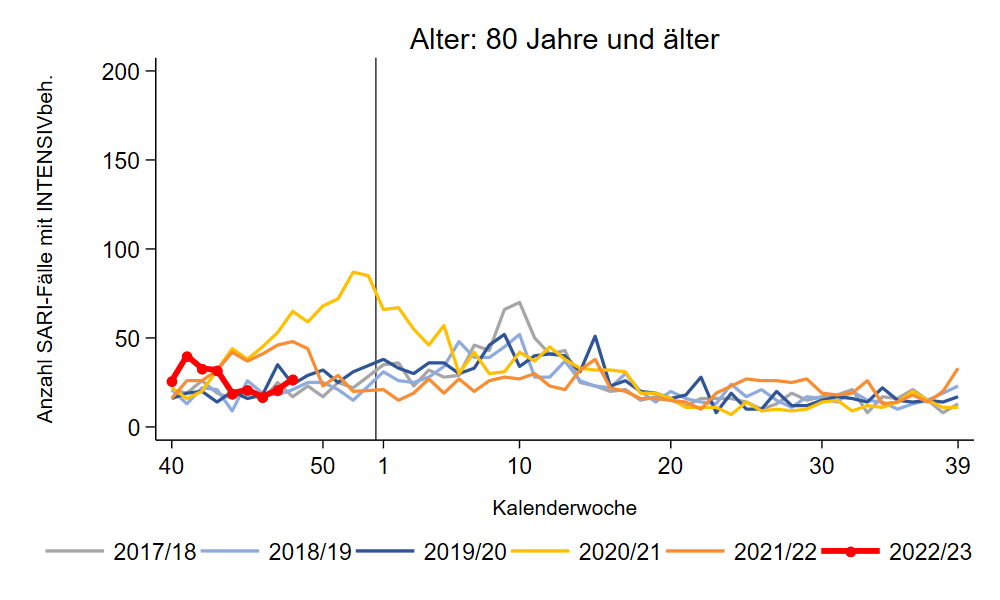 Alter: 80 Jahre und älter
Anzahl SARI-Fälle mit INTENSIVbeh.
200
150
100
50
0
40 50 1 10 20 30 39
Kalenderwoche
2017/18 2018/19 2019/20 2020/21 2021/22 2022/23